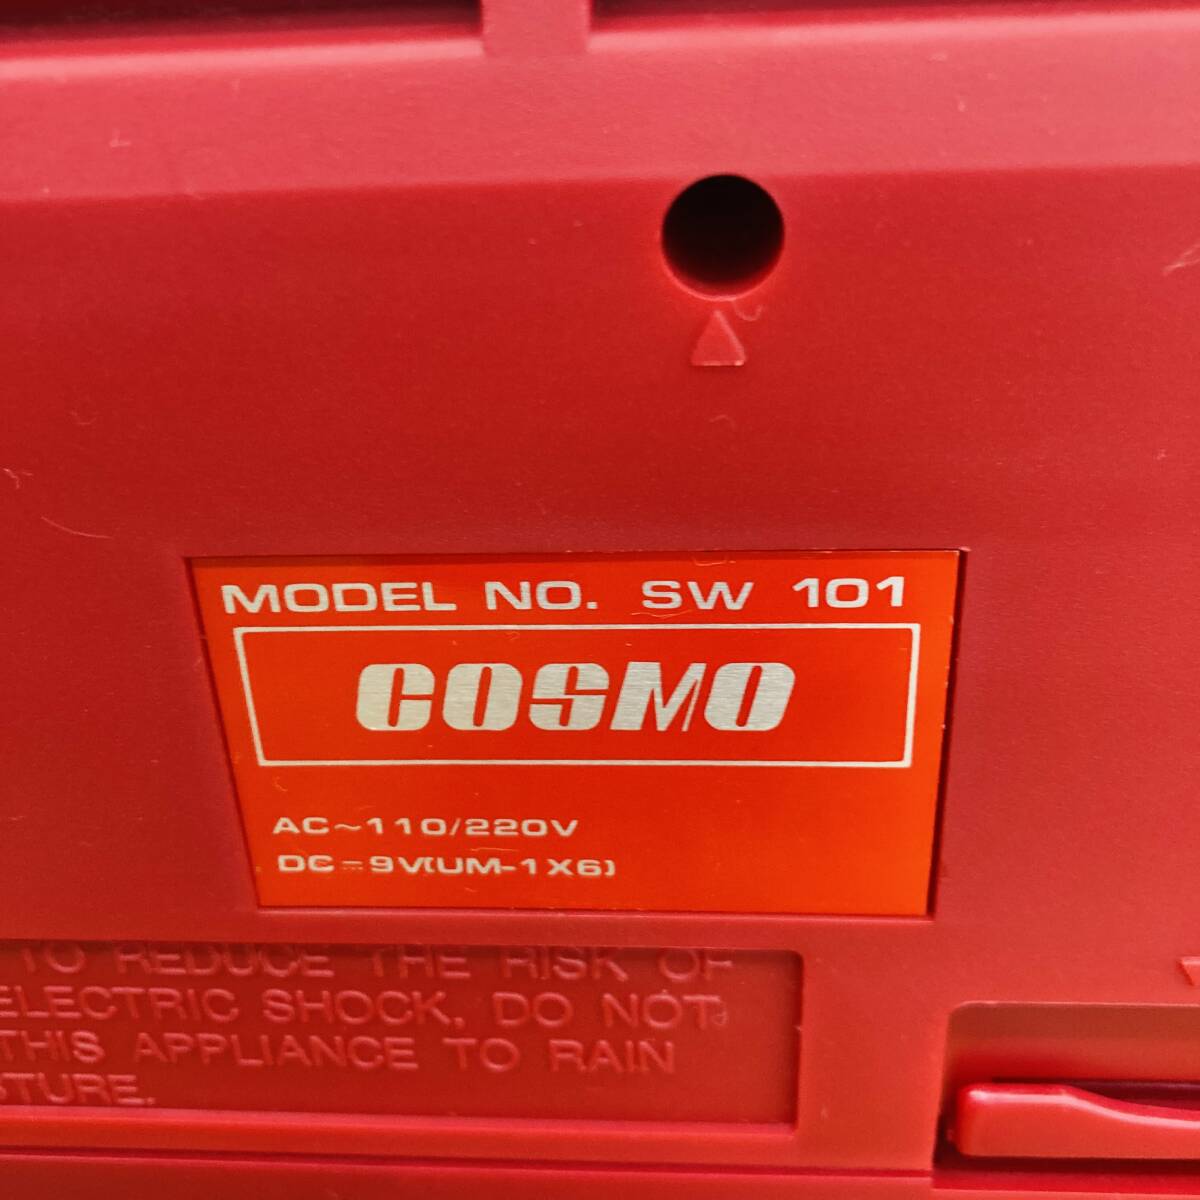 MODEL NO. SW 101
COSMO
AC~110/220V
DC⎓9V(UM-1X6)
TO REDUCE THE RISK OF
ELECTRIC SHOCK, DO NOT
THIS APPLIANCE TO RAIN